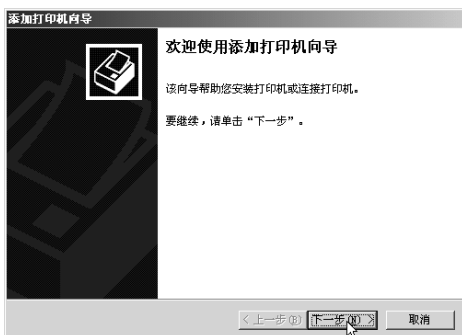 添加打印机向导
欢迎使用添加打印机向导
该向导帮助您安装打印机或连接打印机。
要继续，请单击“下一步”。
< 上一步(B) 下一步(N) > 取消